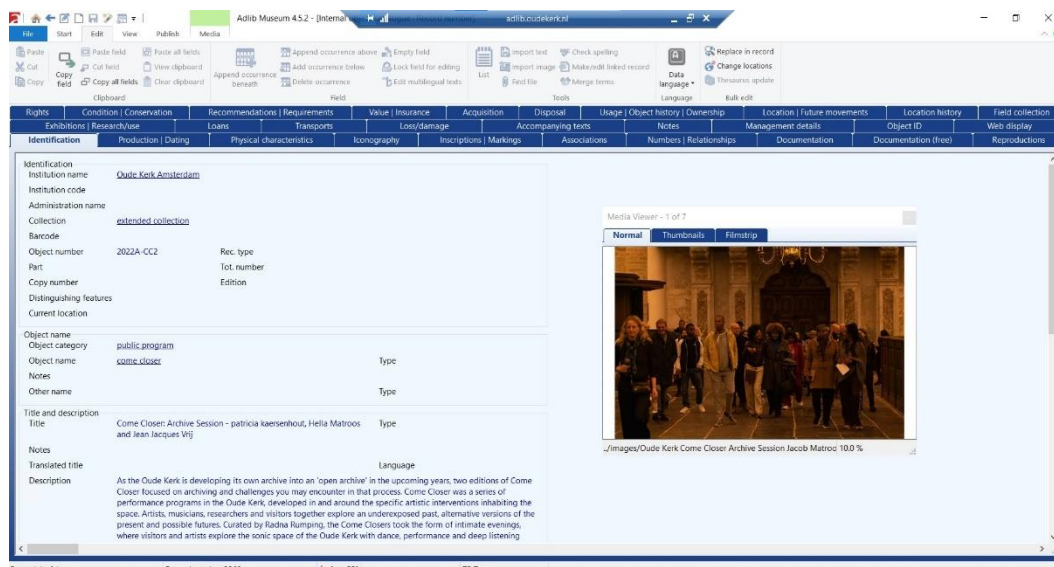 Adlib Museum 4.5.2 - [Internal
adlib.oudekerk.nl
File Start Edit View Publish Media
Paste Cut Copy
Copy field
Paste field Cut field Copy all fields
Paste all fields View clipboard Clear clipboard
Clipboard
Append occurrence beneath
Append occurrence above Add occurrence below Delete occurrence
Empty field Lock field for editing Edit multilingual texts
Field
List
Import text Import image Find file
Check spelling Make/edit linked record Merge terms
Tools
Data language
Language
Replace in record Change locations Thesaurus update
Bulk edit
Rights Condition | Conservation Recommendations | Requirements Value | Insurance Acquisition Disposal Usage | Object history | Ownership Location | Future movements Location history Field collection
Exhibitions | Research/use Loans Transports Loss/damage Accompanying texts Notes Management details Object ID Web display
Identification Production | Dating Physical characteristics Iconography Inscriptions | Markings Associations Numbers | Relationships Documentation Documentation (free) Reproductions
Identification
Institution name Oude Kerk Amsterdam
Institution code
Administration name
Collection extended collection
Barcode
Object number 2022A-CC2 Rec. type
Part Tot. number
Copy number Edition
Distinguishing features
Current location
Object name
Object category public program
Object name come closer Type
Notes
Other name Type
Title and description
Title Come Closer: Archive Session - patricia kaersenhout, Hella Matroos Type
and Jean Jacques Vrij
Notes
Translated title Language
Description As the Oude Kerk is developing its own archive into an 'open archive' in the upcoming years, two editions of Come
Closer focused on archiving and challenges you may encounter in that process. Come Closer was a series of
performance programs in the Oude Kerk, developed in and around the specific artistic interventions inhabiting the
space. Artists, musicians, researchers and visitors together explore an underexposed past, alternative versions of the
present and possible futures. Curated by Radna Rumping, the Come Closers took the form of intimate evenings,
where visitors and artists explore the sonic space of the Oude Kerk with dance, performance and deep listening
Media Viewer - 1 of 7
Normal Thumbnails Filmstrip
../images/Oude Kerk Come Closer Archive Session Jacob Matroo 10.0 %